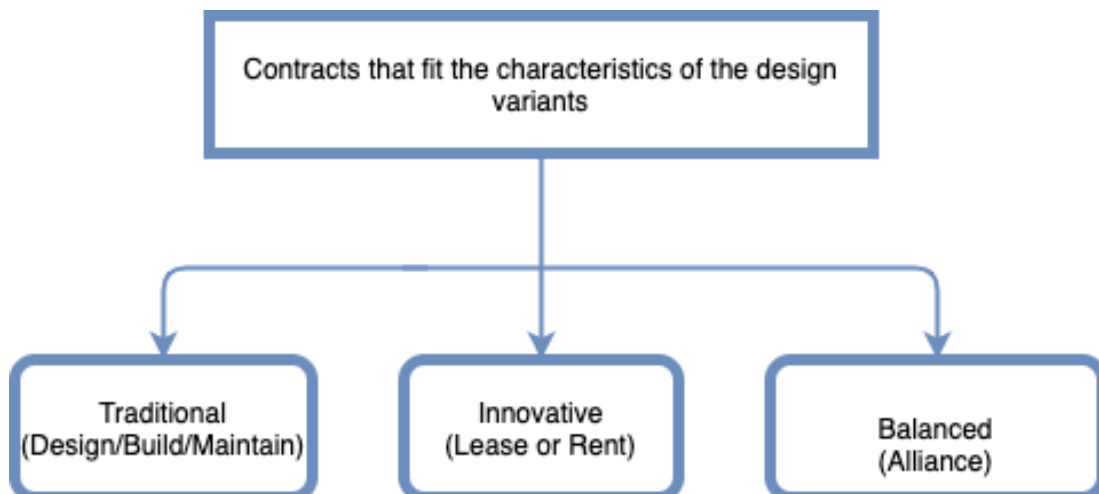 Contracts that fit the characteristics of the design
variants
Traditional
(Design/Build/Maintain)
Innovative
(Lease or Rent)
Balanced
(Alliance)